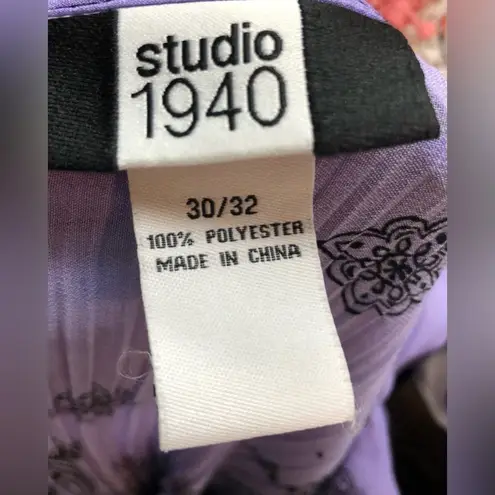 studio
1940
30/32
100% POLYESTER
MADE IN CHINA